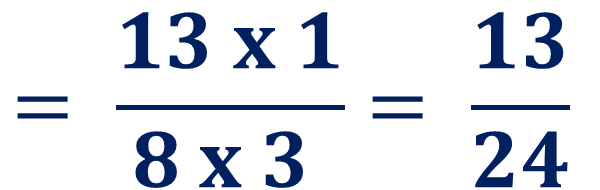 = 13 x 1 / 8 x 3 = 13 / 24